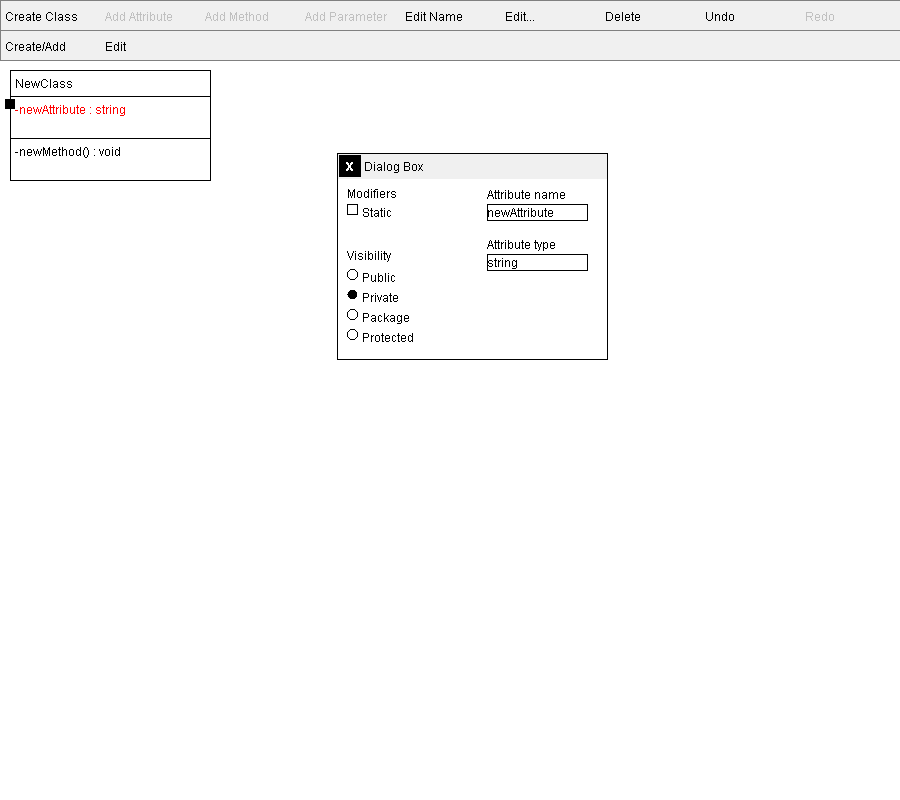 Create Class Add Attribute Add Method Add Parameter Edit Name Edit... Delete Undo Redo
Create/Add Edit
NewClass
-newAttribute : string
-newMethod() : void
X Dialog Box
Modifiers
Static
Visibility
Public
Private
Package
Protected
Attribute name
newAttribute
Attribute type
string